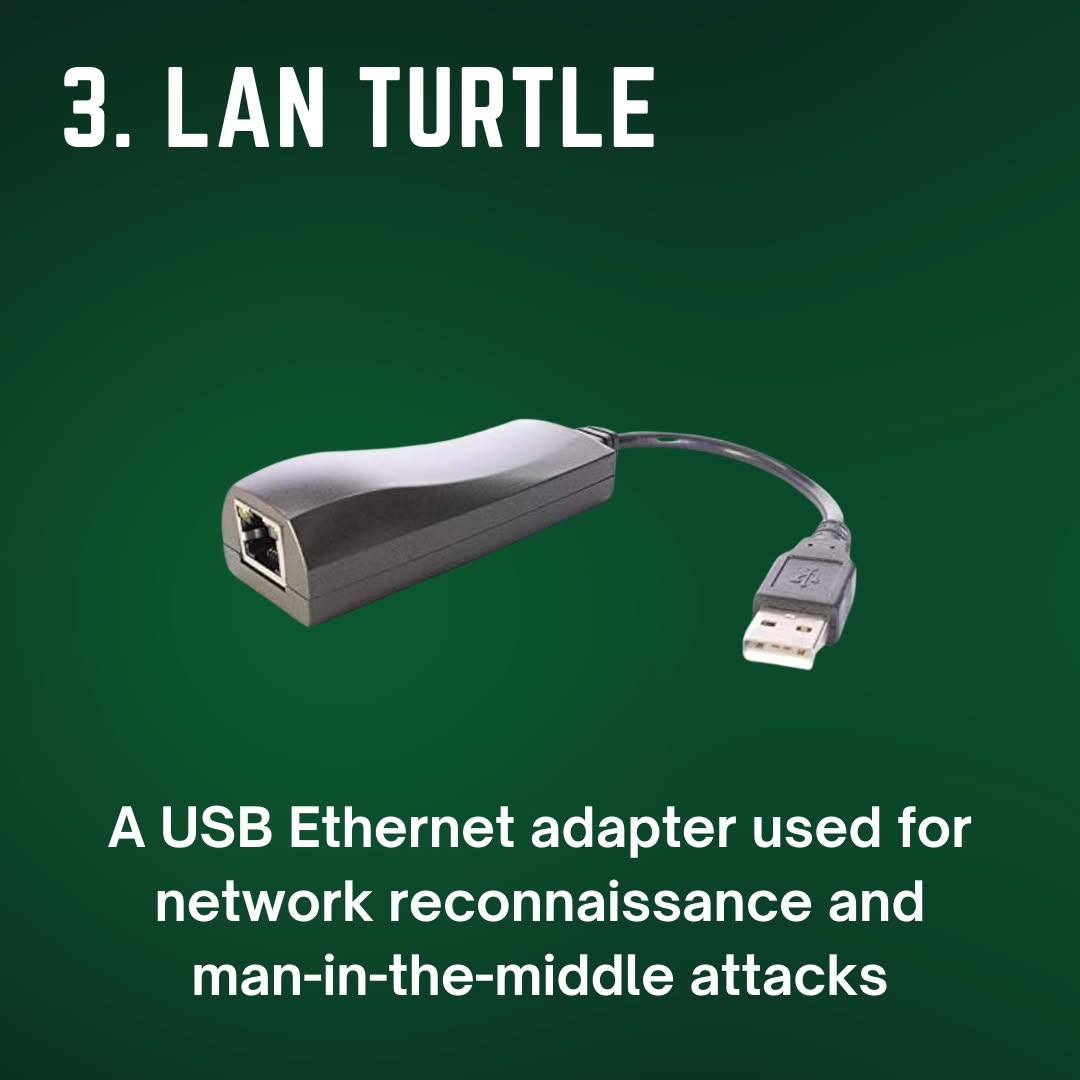 3. LAN TURTLE
A USB Ethernet adapter used for
network reconnaissance and
man-in-the-middle attacks